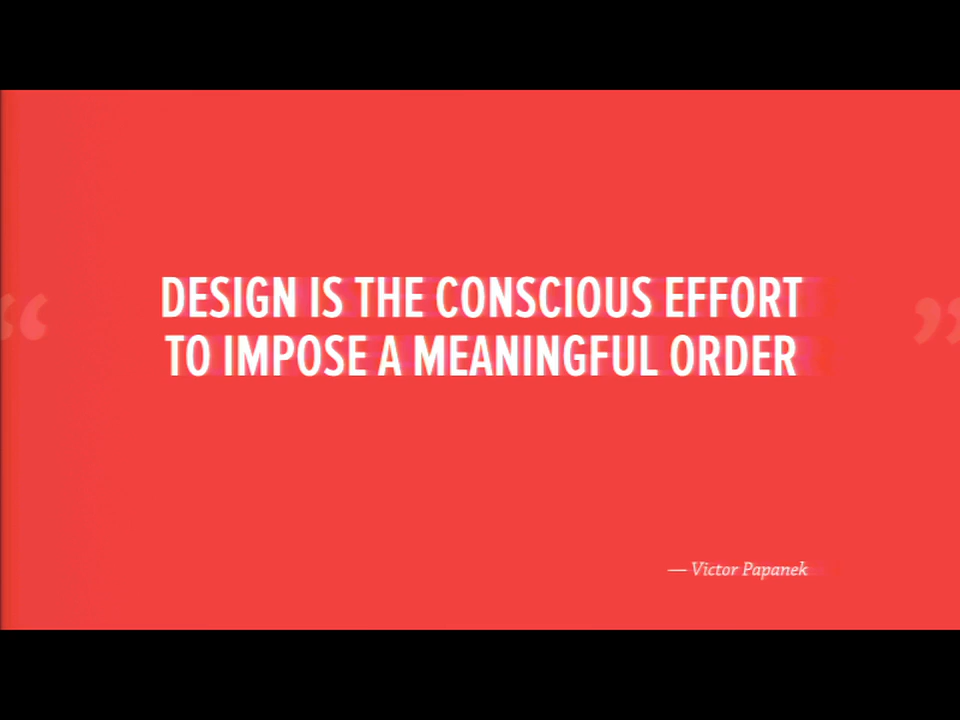 “ DESIGN IS THE CONSCIOUS EFFORT
TO IMPOSE A MEANINGFUL ORDER ”
— Victor Papanek